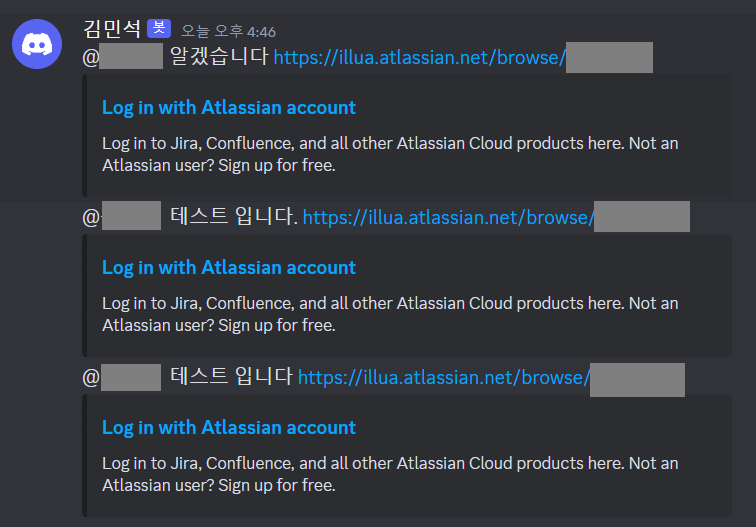 김민석 봇 오늘 오후 4:46
@ 알겠습니다 https://illua.atlassian.net/browse/
Log in with Atlassian account
Log in to Jira, Confluence, and all other Atlassian Cloud products here. Not an
Atlassian user? Sign up for free.
@ 테스트 입니다. https://illua.atlassian.net/browse/
Log in with Atlassian account
Log in to Jira, Confluence, and all other Atlassian Cloud products here. Not an
Atlassian user? Sign up for free.
@ 테스트 입니다 https://illua.atlassian.net/browse/
Log in with Atlassian account
Log in to Jira, Confluence, and all other Atlassian Cloud products here. Not an
Atlassian user? Sign up for free.